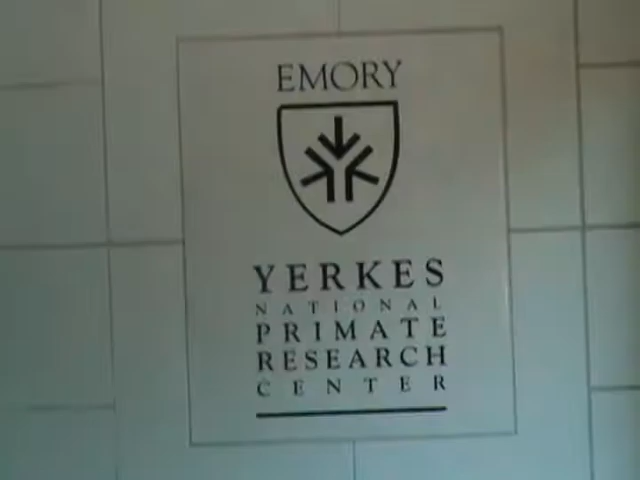 EMORY
YERKES
NATIONAL
PRIMATE
RESEARCH
CENTER